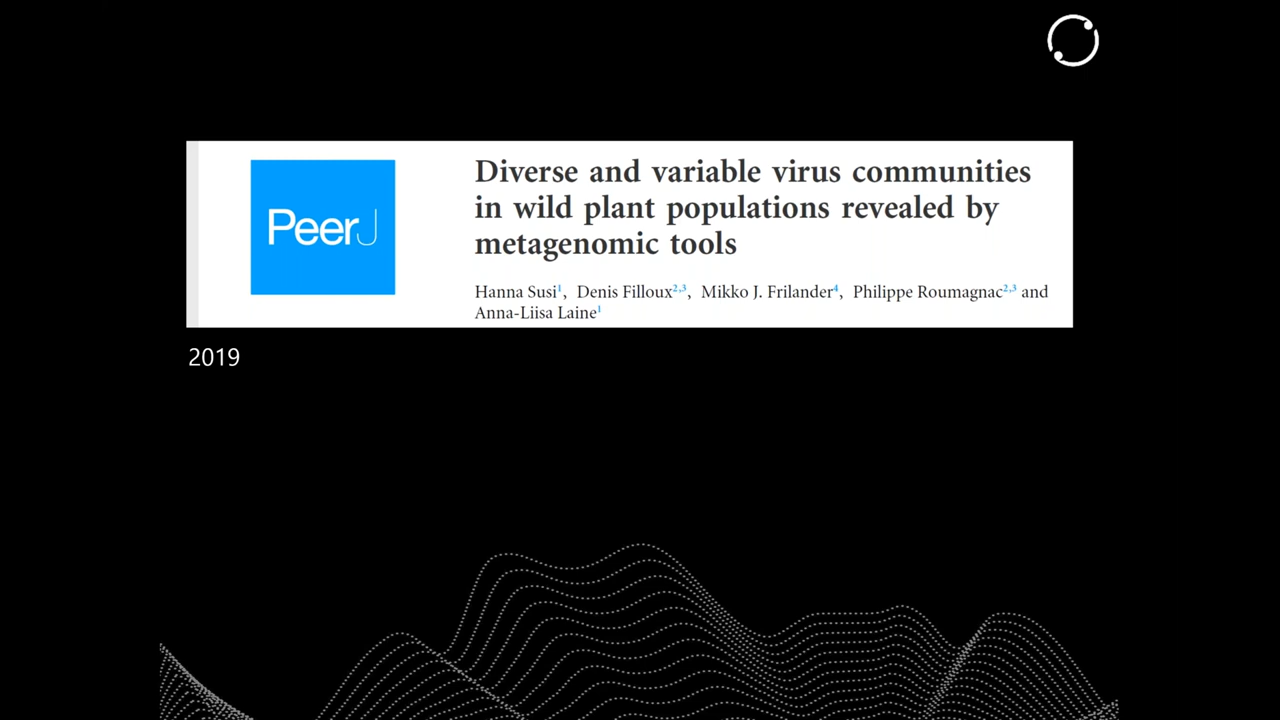 PeerJ
Diverse and variable virus communities
in wild plant populations revealed by
metagenomic tools
Hanna Susi¹, Denis Filloux²,³, Mikko J. Frilander⁴, Philippe Roumagnac²,³ and
Anna-Liisa Laine¹
2019